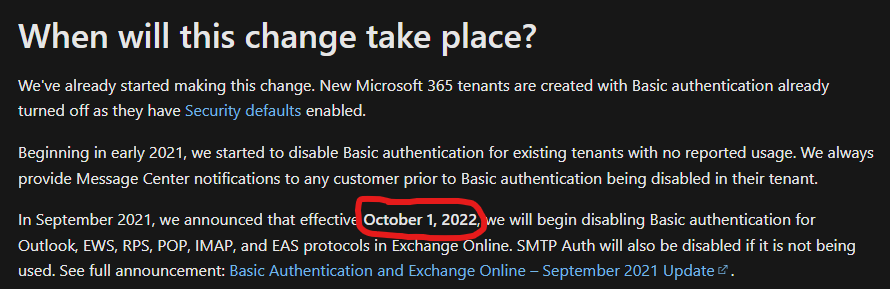 When will this change take place?
We've already started making this change. New Microsoft 365 tenants are created with Basic authentication already
turned off as they have Security defaults enabled.
Beginning in early 2021, we started to disable Basic authentication for existing tenants with no reported usage. We always
provide Message Center notifications to any customer prior to Basic authentication being disabled in their tenant.
In September 2021, we announced that effective October 1, 2022, we will begin disabling Basic authentication for
Outlook, EWS, RPS, POP, IMAP, and EAS protocols in Exchange Online. SMTP Auth will also be disabled if it is not being
used. See full announcement: Basic Authentication and Exchange Online – September 2021 Update.